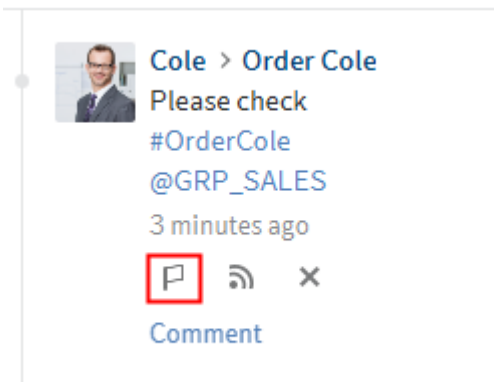 Cole > Order Cole
Please check
#OrderCole
@GRP_SALES
3 minutes ago
Comment